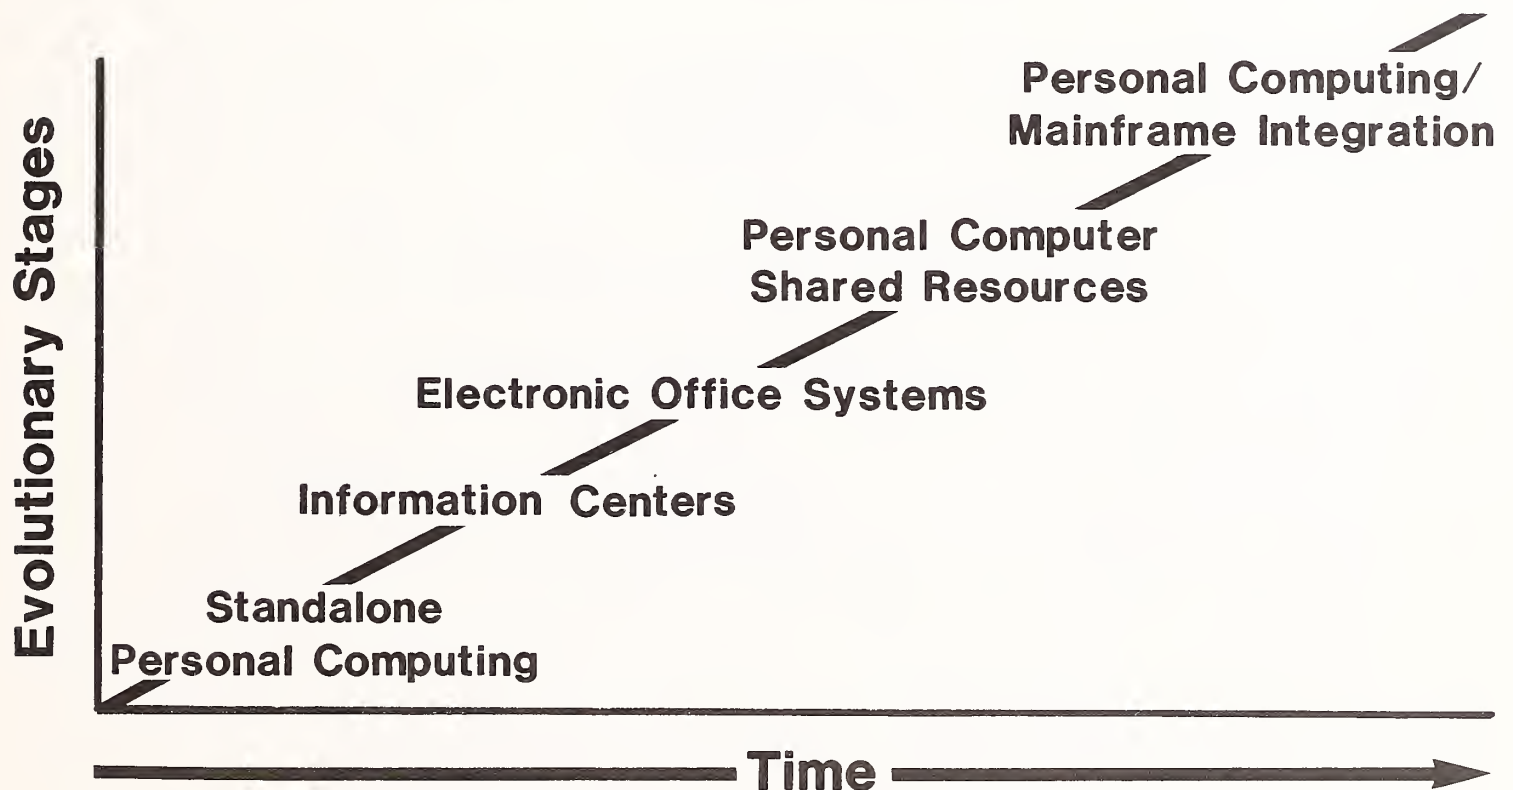 Personal Computing/
Mainframe Integration
Personal Computer
Shared Resources
Electronic Office Systems
Information Centers
Standalone
Personal Computing
Evolutionary Stages
Time